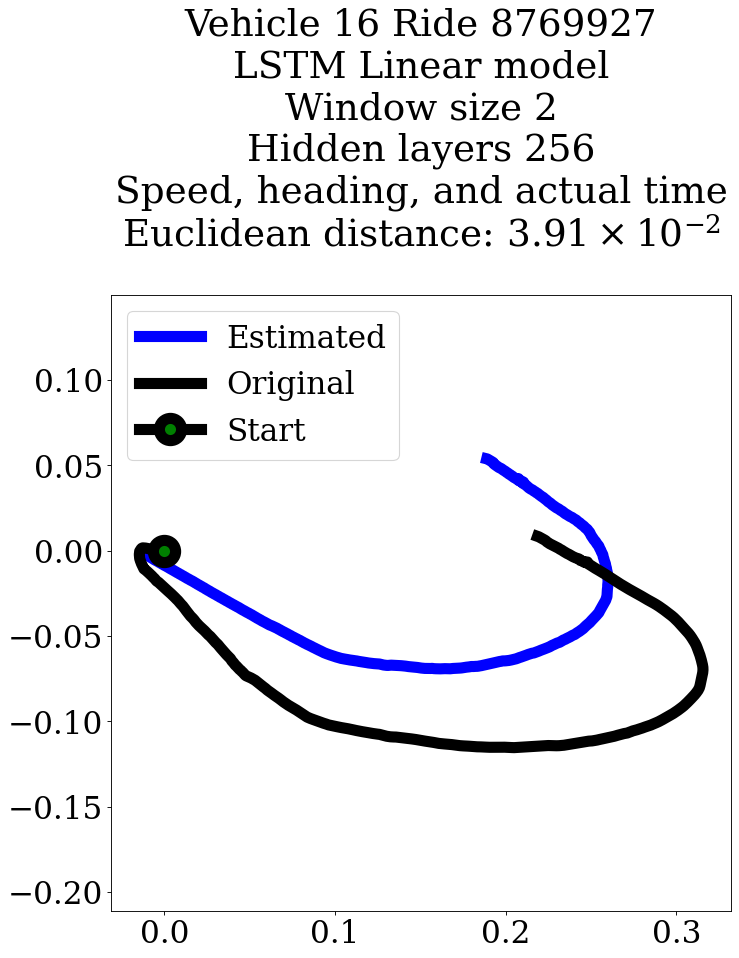 Vehicle 16 Ride 8769927
LSTM Linear model
Window size 2
Hidden layers 256
Speed, heading, and actual time
Euclidean distance: 3.91 × 10⁻²
Estimated
Original
Start
0.10
0.05
0.00
−0.05
−0.10
−0.15
−0.20
0.0 0.1 0.2 0.3